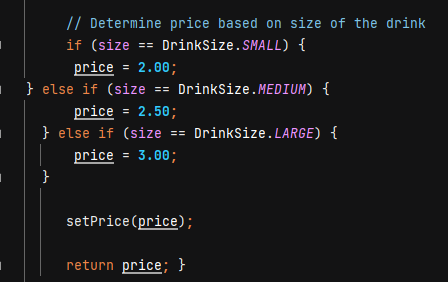 // Determine price based on size of the drink
if (size == DrinkSize.SMALL) {
price = 2.00;
} else if (size == DrinkSize.MEDIUM) {
price = 2.50;
} else if (size == DrinkSize.LARGE) {
price = 3.00;
}
setPrice(price);
return price; }